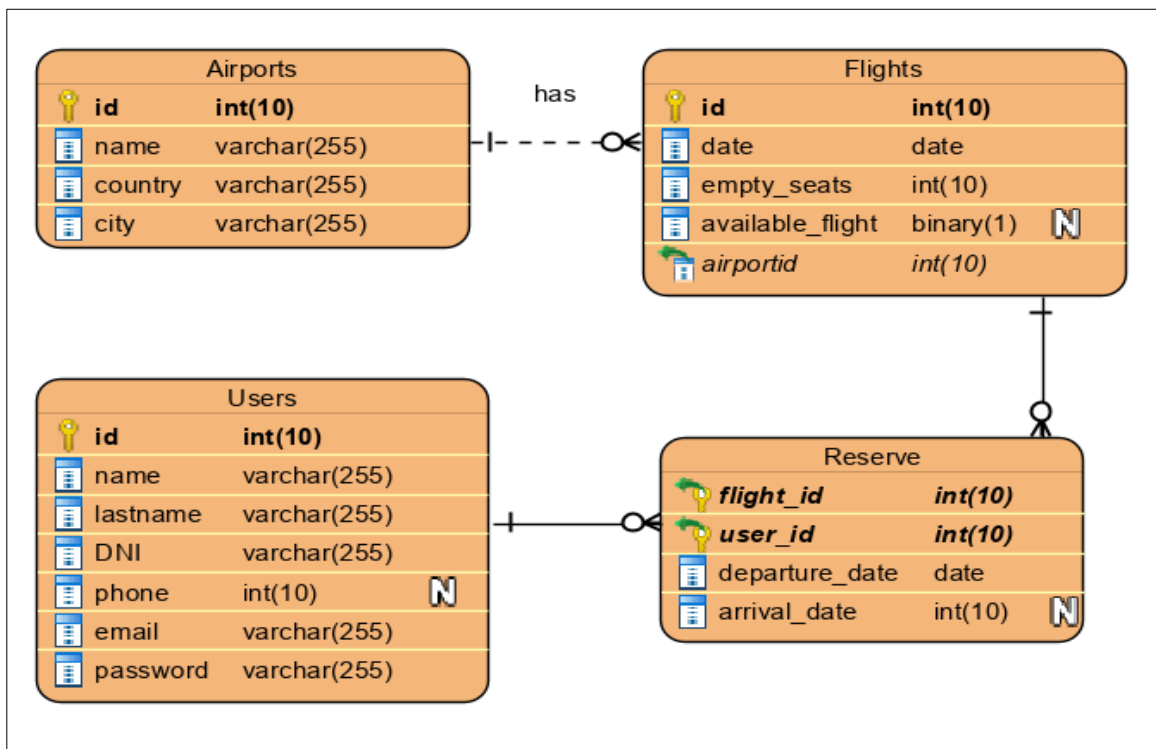 Airports
id int(10)
name varchar(255)
country varchar(255)
city varchar(255)
has
Flights
id int(10)
date date
empty_seats int(10)
available_flight binary(1) N
airportid int(10)
Users
id int(10)
name varchar(255)
lastname varchar(255)
DNI varchar(255)
phone int(10) N
email varchar(255)
password varchar(255)
Reserve
flight_id int(10)
user_id int(10)
departure_date date
arrival_date int(10) N